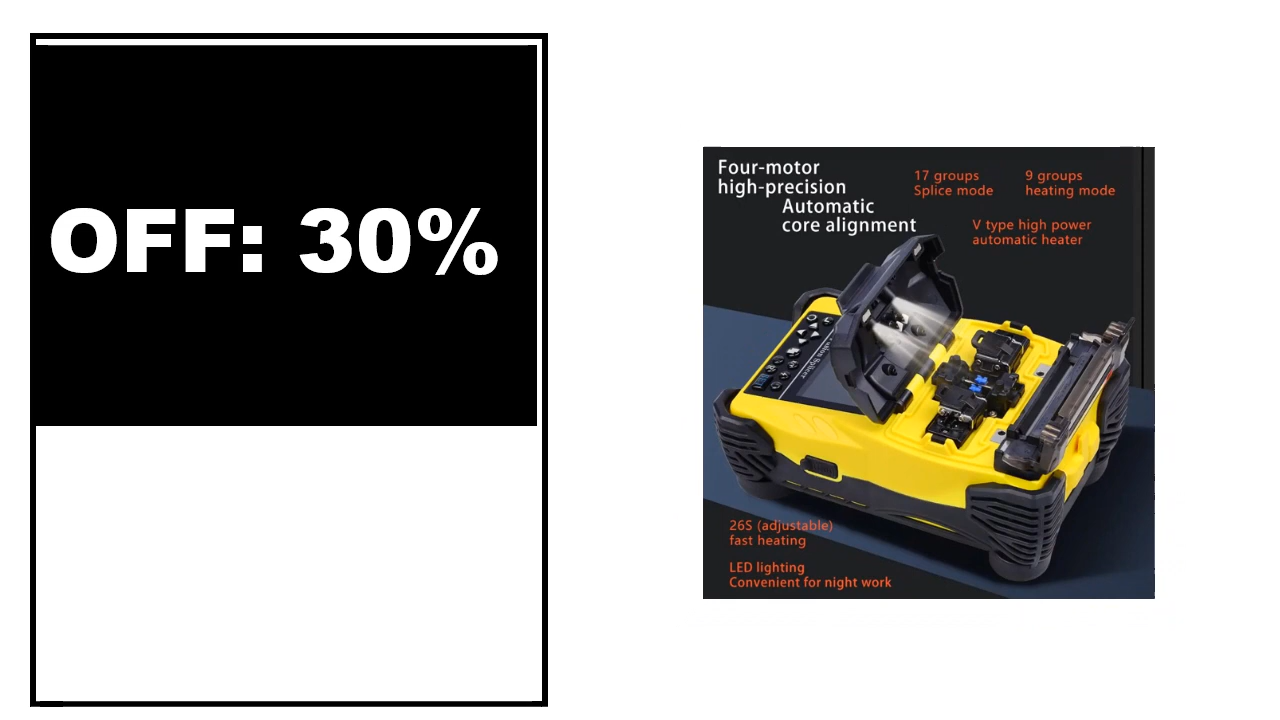 OFF: 30%
Four-motor
high-precision
Automatic
core alignment
17 groups
Splice mode
9 groups
heating mode
V type high power
automatic heater
26S (adjustable)
fast heating
LED lighting
Convenient for night work